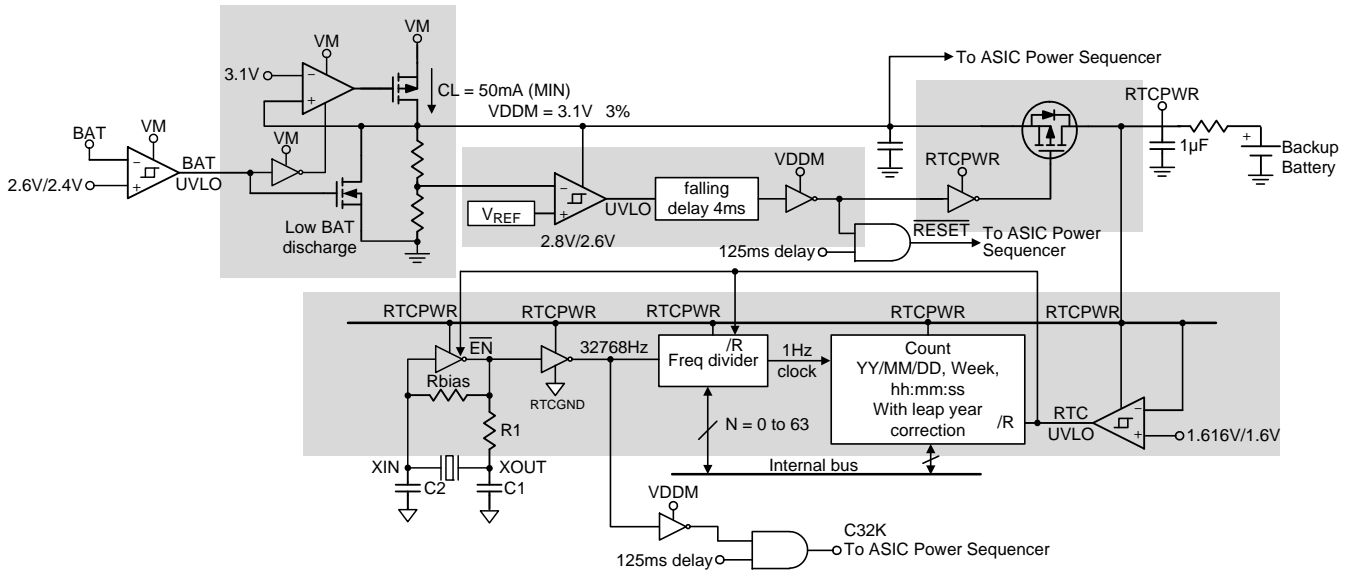 VM
VM
3.1V
−
+
CL = 50mA (MIN)
VDDM = 3.1V 3%
To ASIC Power Sequencer
RTCPWR
1µF
+
Backup
Battery
BAT
VM
−
+
2.6V/2.4V
BAT
UVLO
VM
Low BAT
discharge
VREF
−
+
2.8V/2.6V
UVLO
falling
delay 4ms
VDDM
RTCPWR
125ms delay
RESET
To ASIC Power
Sequencer
RTCPWR
RTCPWR
RTCPWR
RTCPWR
RTCPWR
EN
Rbias
R1
RTCGND
32768Hz
/R
Freq divider
1Hz
clock
Count
YY/MM/DD, Week,
hh:mm:ss
With leap year
correction
/R
RTC
UVLO
−
+
1.616V/1.6V
N = 0 to 63
Internal bus
XIN
XOUT
C2
C1
VDDM
125ms delay
C32K
To ASIC Power Sequencer